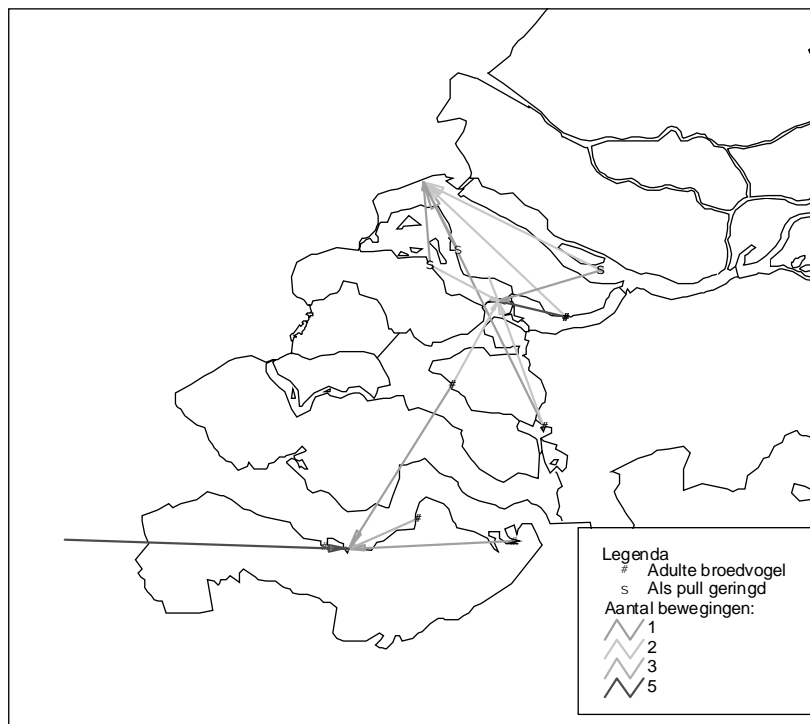 Legenda
# Adulte broedvogel
s Als pull geringd
Aantal bewegingen:
1
2
3
5